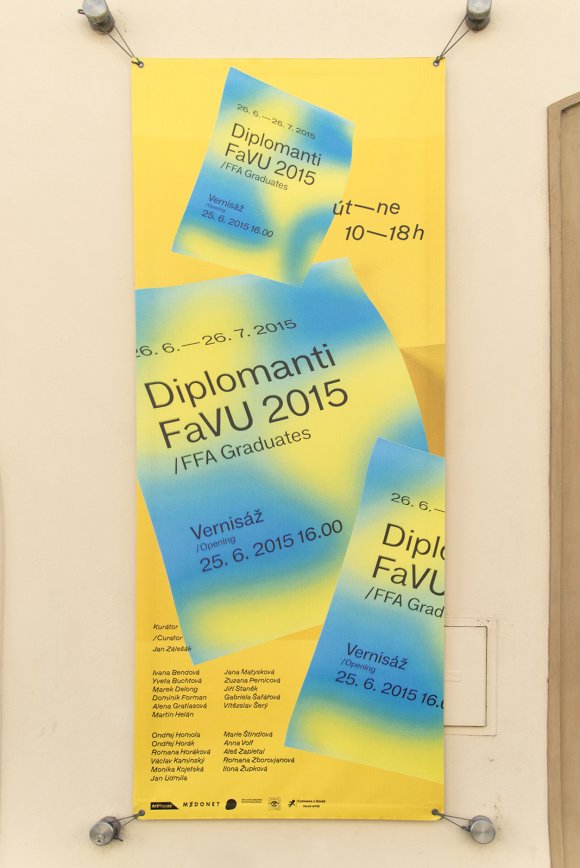 26. 6.—26. 7. 2015
Diplomanti
FaVU 2015
/FFA Graduates
Vernisáž
/Opening
25. 6. 2015 16.00
út—ne
10—18h
26. 6.—26. 7. 2015
Diplomanti
FaVU 2015
/FFA Graduates
Vernisáž
/Opening
25. 6. 2015 16.00
26. 6.—
Diplo
FaVU
/FFA Grad
Vernisáž
/Opening
25. 6. 2015 16.0
Kurátor
/Curator
Jan Zálešák
Ivana Bendová
Yveta Buchtová
Marek Delong
Dominik Forman
Alena Gratiasová
Martin Helán
Ondřej Homola
Ondřej Horák
Romana Horáková
Václav Kaminský
Monika Kojetská
Jan Lidmila
Jana Matysková
Zuzana Pernicová
Jiří Staněk
Gabriela Šafářová
Vítězslav Šerý
Marie Štindlová
Anna Volf
Aleš Zapletal
Romana Zborovjanová
Ilona Župková
MEDONET